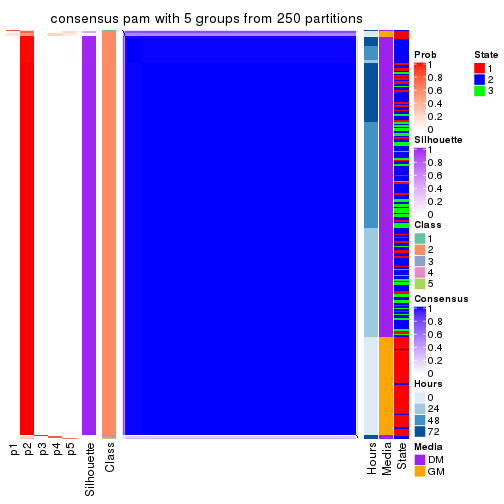 consensus pam with 5 groups from 250 partitions
p1
p2
p3
p4
p5
Silhouette
Class
Hours
Media
State
Prob
1
0.8
0.6
0.4
0.2
0
Silhouette
1
0.8
0.6
0.4
0.2
0
Class
1
2
3
4
5
Consensus
1
0.8
0.6
0.4
0.2
0
Hours
0
24
48
72
Media
DM
GM
State
1
2
3